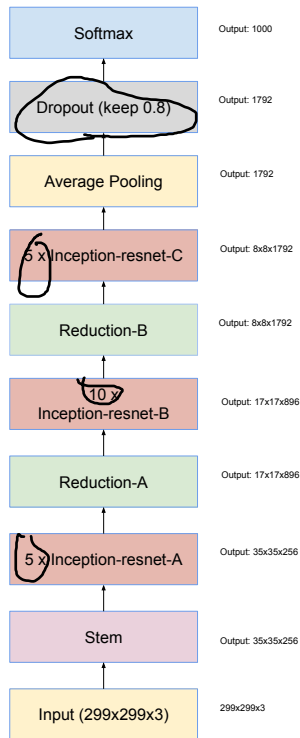 Softmax
Output: 1000
Dropout (keep 0.8)
Output: 1792
Average Pooling
Output: 1792
5 x Inception-resnet-C
Output: 8x8x1792
Reduction-B
Output: 8x8x1792
10 x
Inception-resnet-B
Output: 17x17x896
Reduction-A
Output: 17x17x896
5 x Inception-resnet-A
Output: 35x35x256
Stem
Output: 35x35x256
Input (299x299x3)
299x299x3